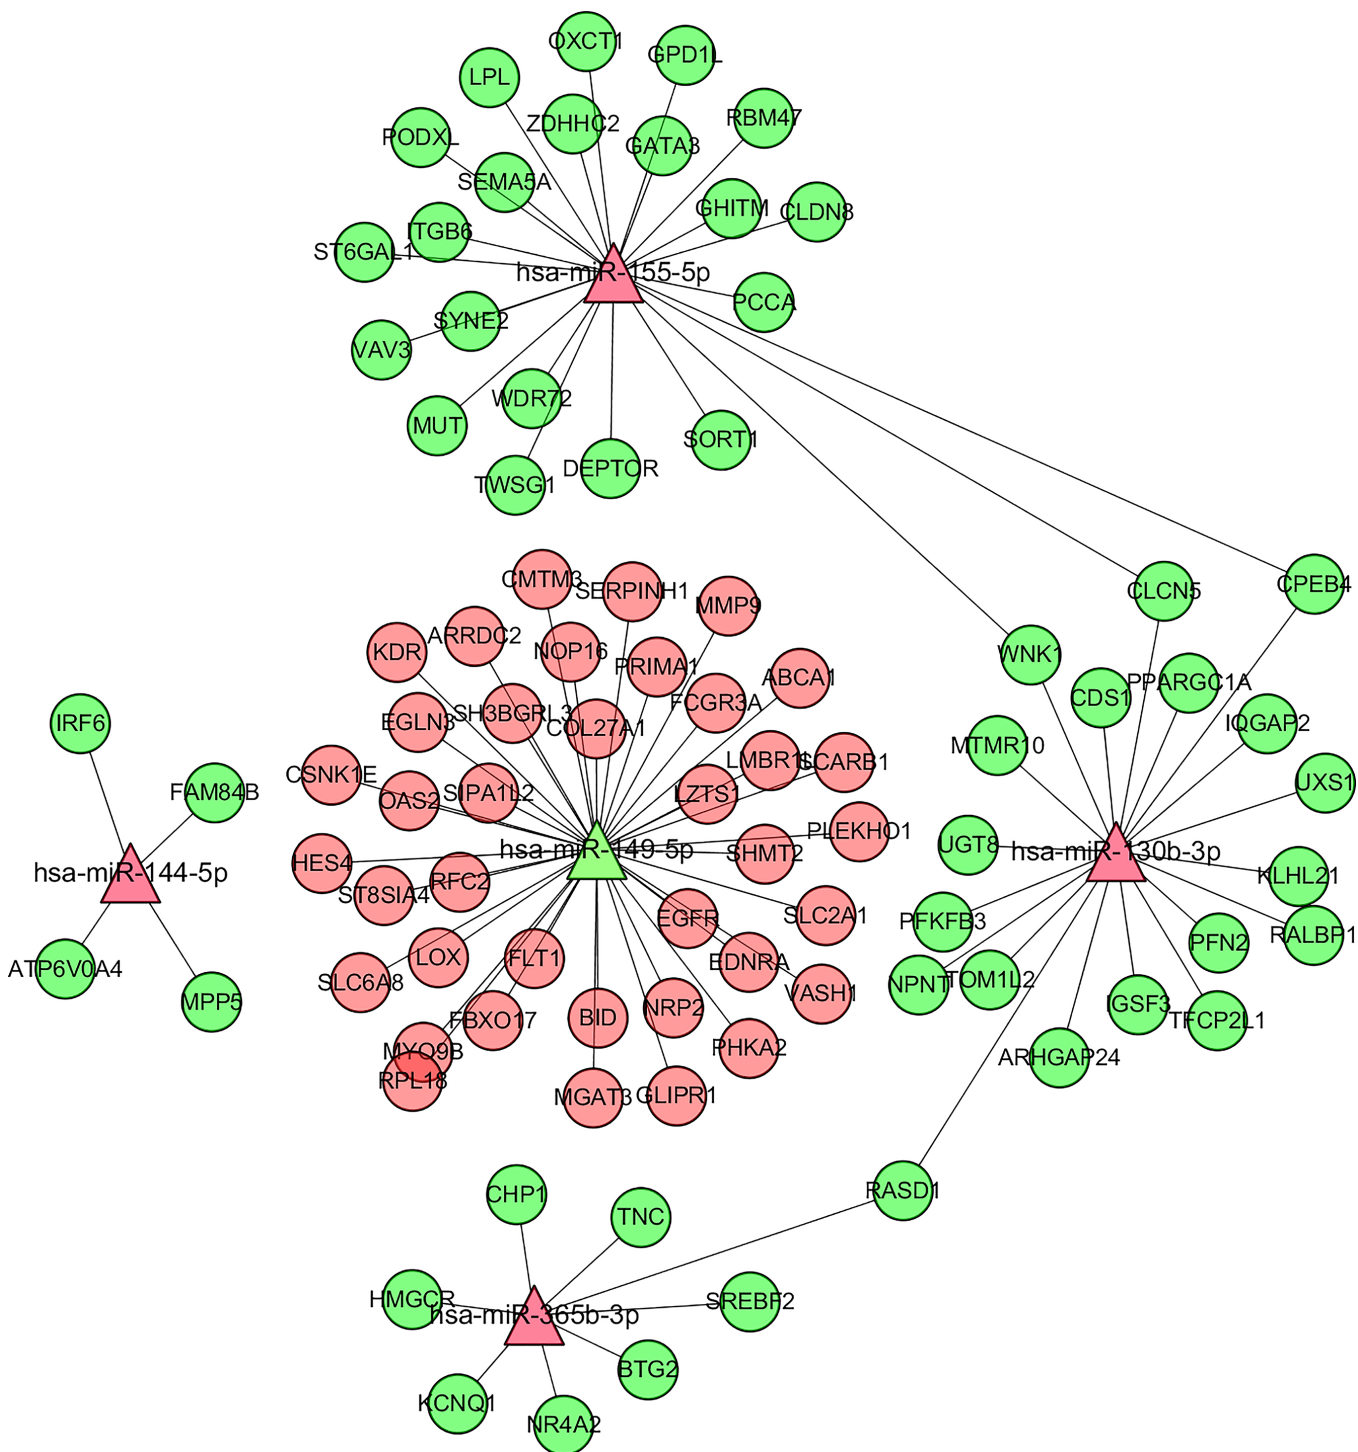 OXCT1
GPD1L
LPL
RBM47
ZDHHC2
PODXL
GATA3
SEMA5A
GHITM
CLDN8
ITGB6
ST6GAL1
hsa-miR-155-5p
PCCA
SYNE2
VAV3
WDR72
MUT
SORT1
DEPTOR
TWSG1
CMTM3
SERPINH1
MMP9
CLCN5
CPEB4
ARRDC2
KDR
NOP16
PRIMA1
ABCA1
WNK1
FCGR3A
PPARGC1A
CDS1
SH3BGRL3
EGLN3
COL27A1
IRF6
IQGAP2
MTMR10
LMBR1L
SCARB1
CSNK1E
UXS1
FAM84B
SIPA1L2
OAS2
LZTS1
PLEKHO1
UGT8
hsa-miR-149-5p
SHMT2
hsa-miR-130b-3p
HES4
hsa-miR-144-5p
KLHL21
RFC2
ST8SIA4
SLC2A1
EGFR
PFKFB3
RALBP1
PFN2
LOX
FLT1
EDNRA
ATP6V0A4
SLC6A8
VASH1
NPNT
TOM1L2
MPP5
NRP2
IGSF3
FBXO17
BID
TFCP2L1
PHKA2
MYO9B
ARHGAP24
RPL18
MGAT3
GLIPR1
RASD1
CHP1
TNC
HMGCR
SREBF2
hsa-miR-365b-3p
BTG2
KCNQ1
NR4A2